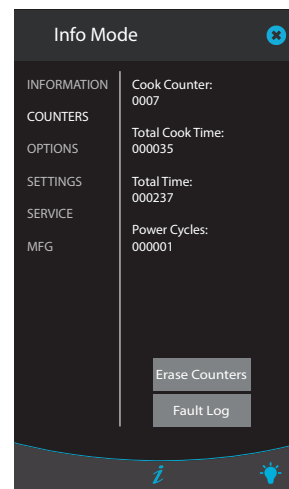 Info Mode
INFORMATION
COUNTERS
OPTIONS
SETTINGS
SERVICE
MFG
Cook Counter:
0007
Total Cook Time:
000035
Total Time:
000237
Power Cycles:
000001
Erase Counters
Fault Log
i